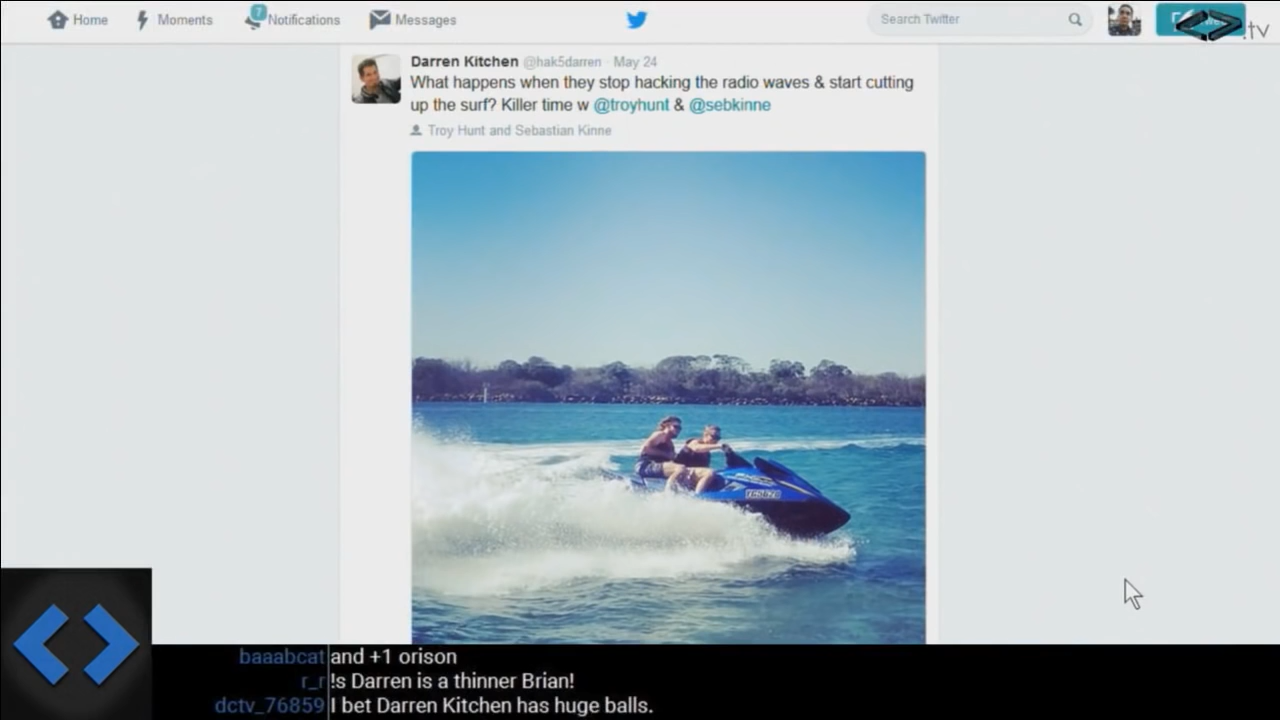 Home Moments Notifications Messages Search Twitter
7
.tv
Darren Kitchen @hak5darren · May 24
What happens when they stop hacking the radio waves & start cutting
up the surf? Killer time w @troyhunt & @sebkinne
Troy Hunt and Sebastian Kinne
baaabcat and +1 orison
r_r !s Darren is a thinner Brian!
dctv_76859 I bet Darren Kitchen has huge balls.